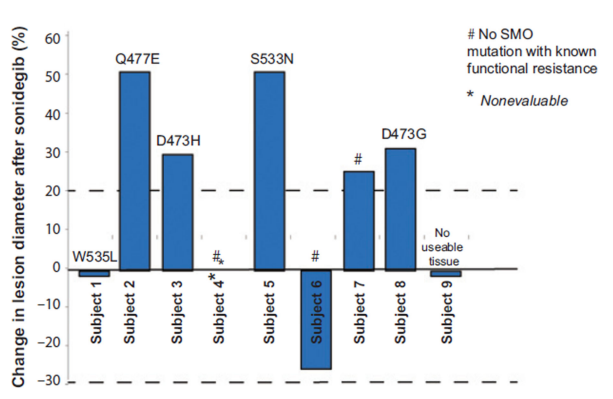 Change in lesion diameter after sonidegib (%)
60
50
40
30
20
10
0
−10
−20
−30
W535L
Q477E
D473H
#
*
*
S533N
#
#
D473G
No
useable
tissue
Subject 1
Subject 2
Subject 3
Subject 4
Subject 5
Subject 6
Subject 7
Subject 8
Subject 9
# No SMO
mutation with known
functional resistance
* Nonevaluable